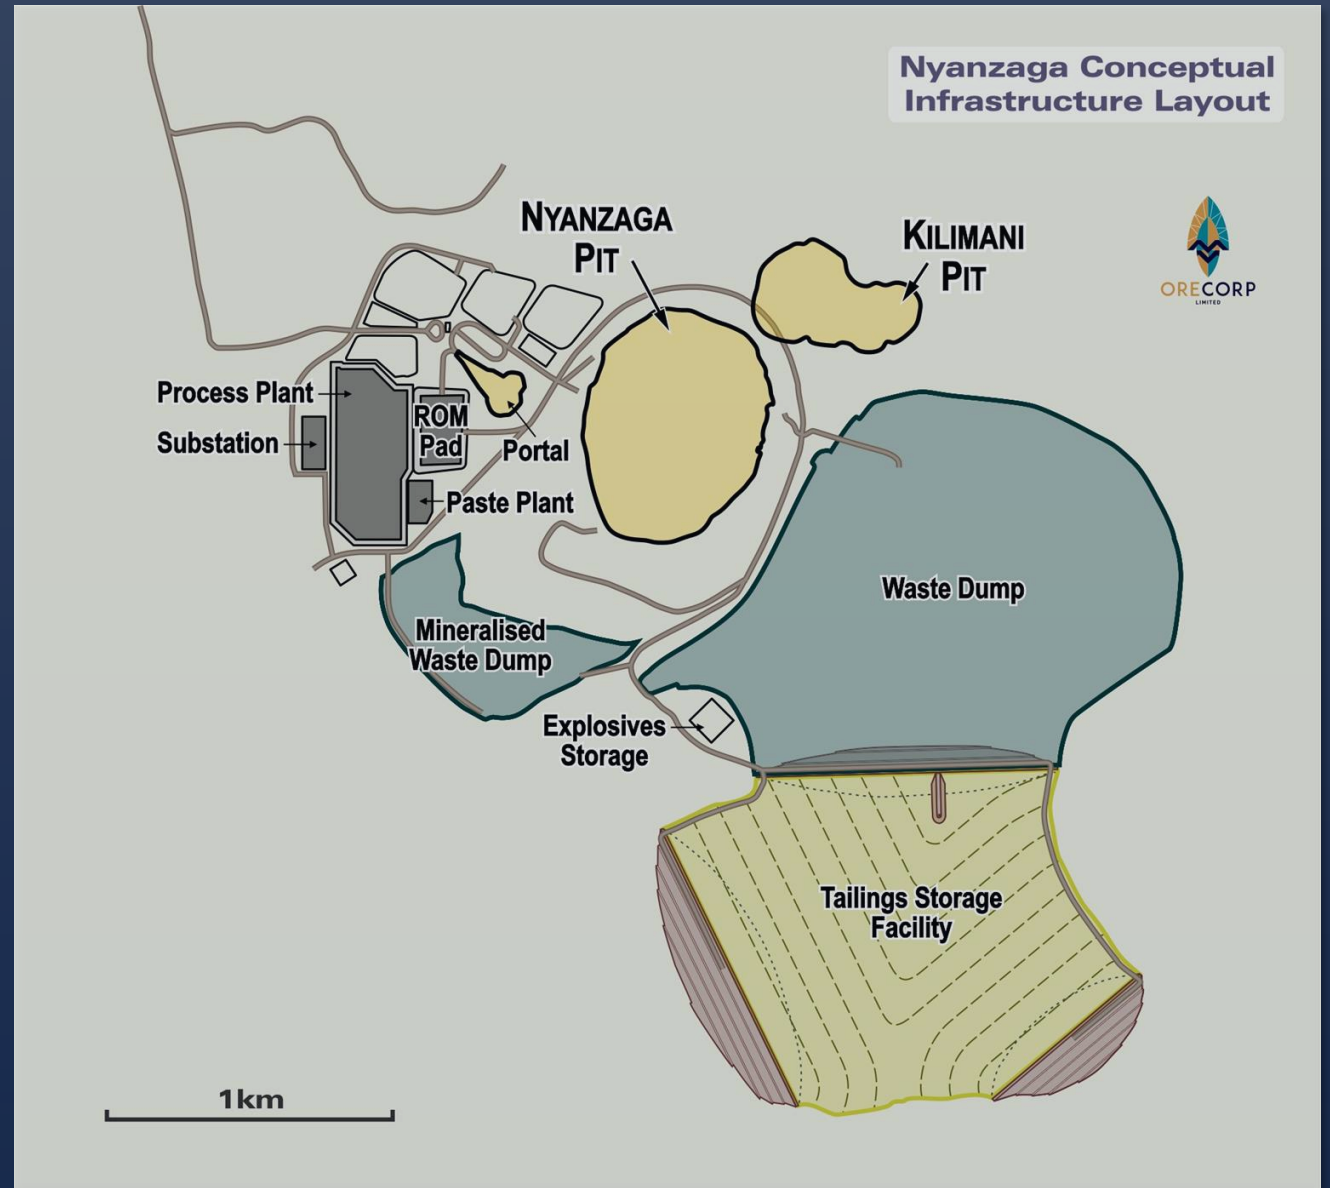 Nyanzaga Conceptual
Infrastructure Layout
NYANZAGA
PIT
KILIMANI
PIT
ORECORP
LIMITED
Process Plant
Substation
ROM
Pad
Portal
Paste Plant
Waste Dump
Mineralised
Waste Dump
Explosives
Storage
Tailings Storage
Facility
1km